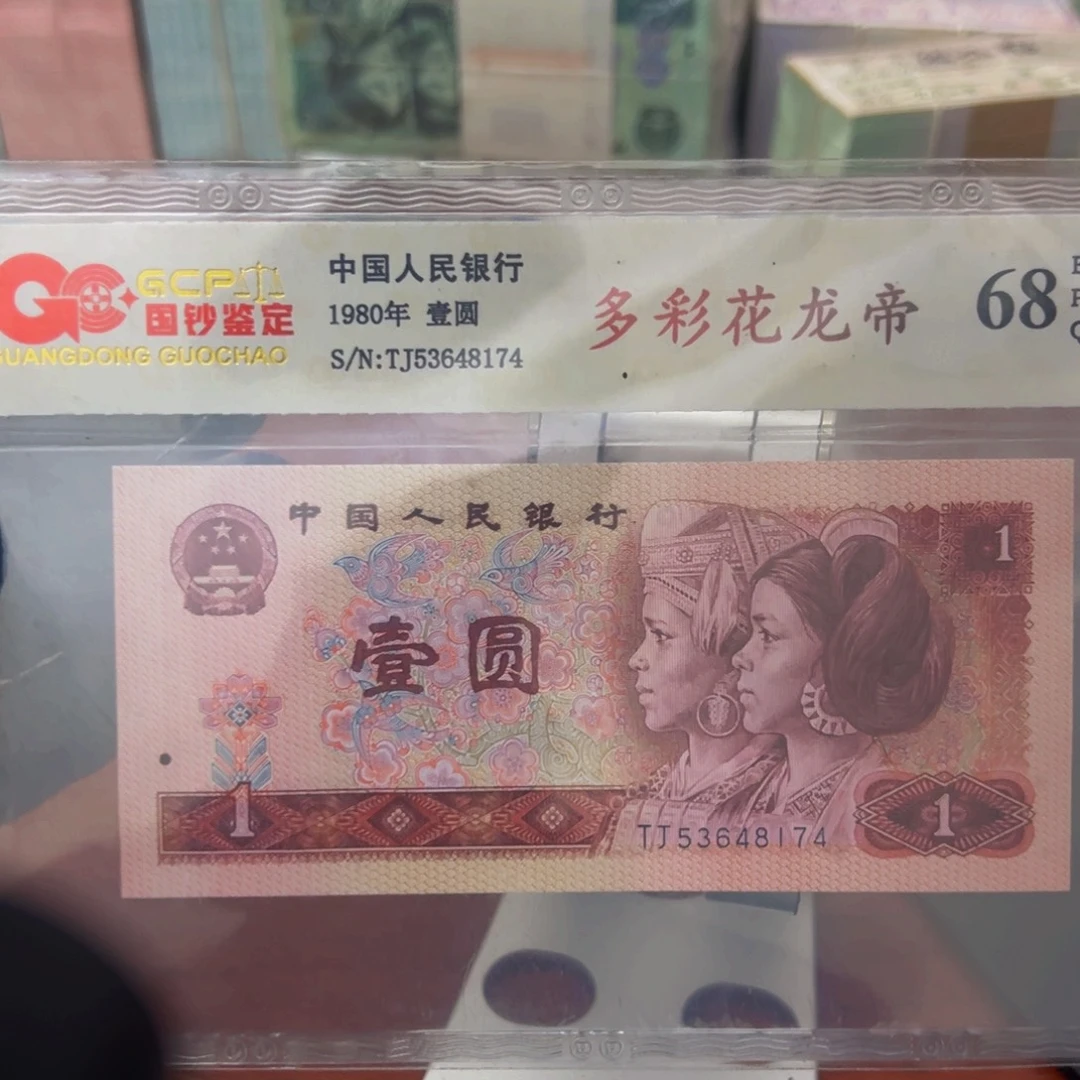 GCP
国钞鉴定
GUANGDONG GUOCHAO
中国人民银行
1980年 壹圆
S/N:TJ53648174
多彩花龙帝
68
中国人民银行
1
壹圆
1
TJ53648174
1